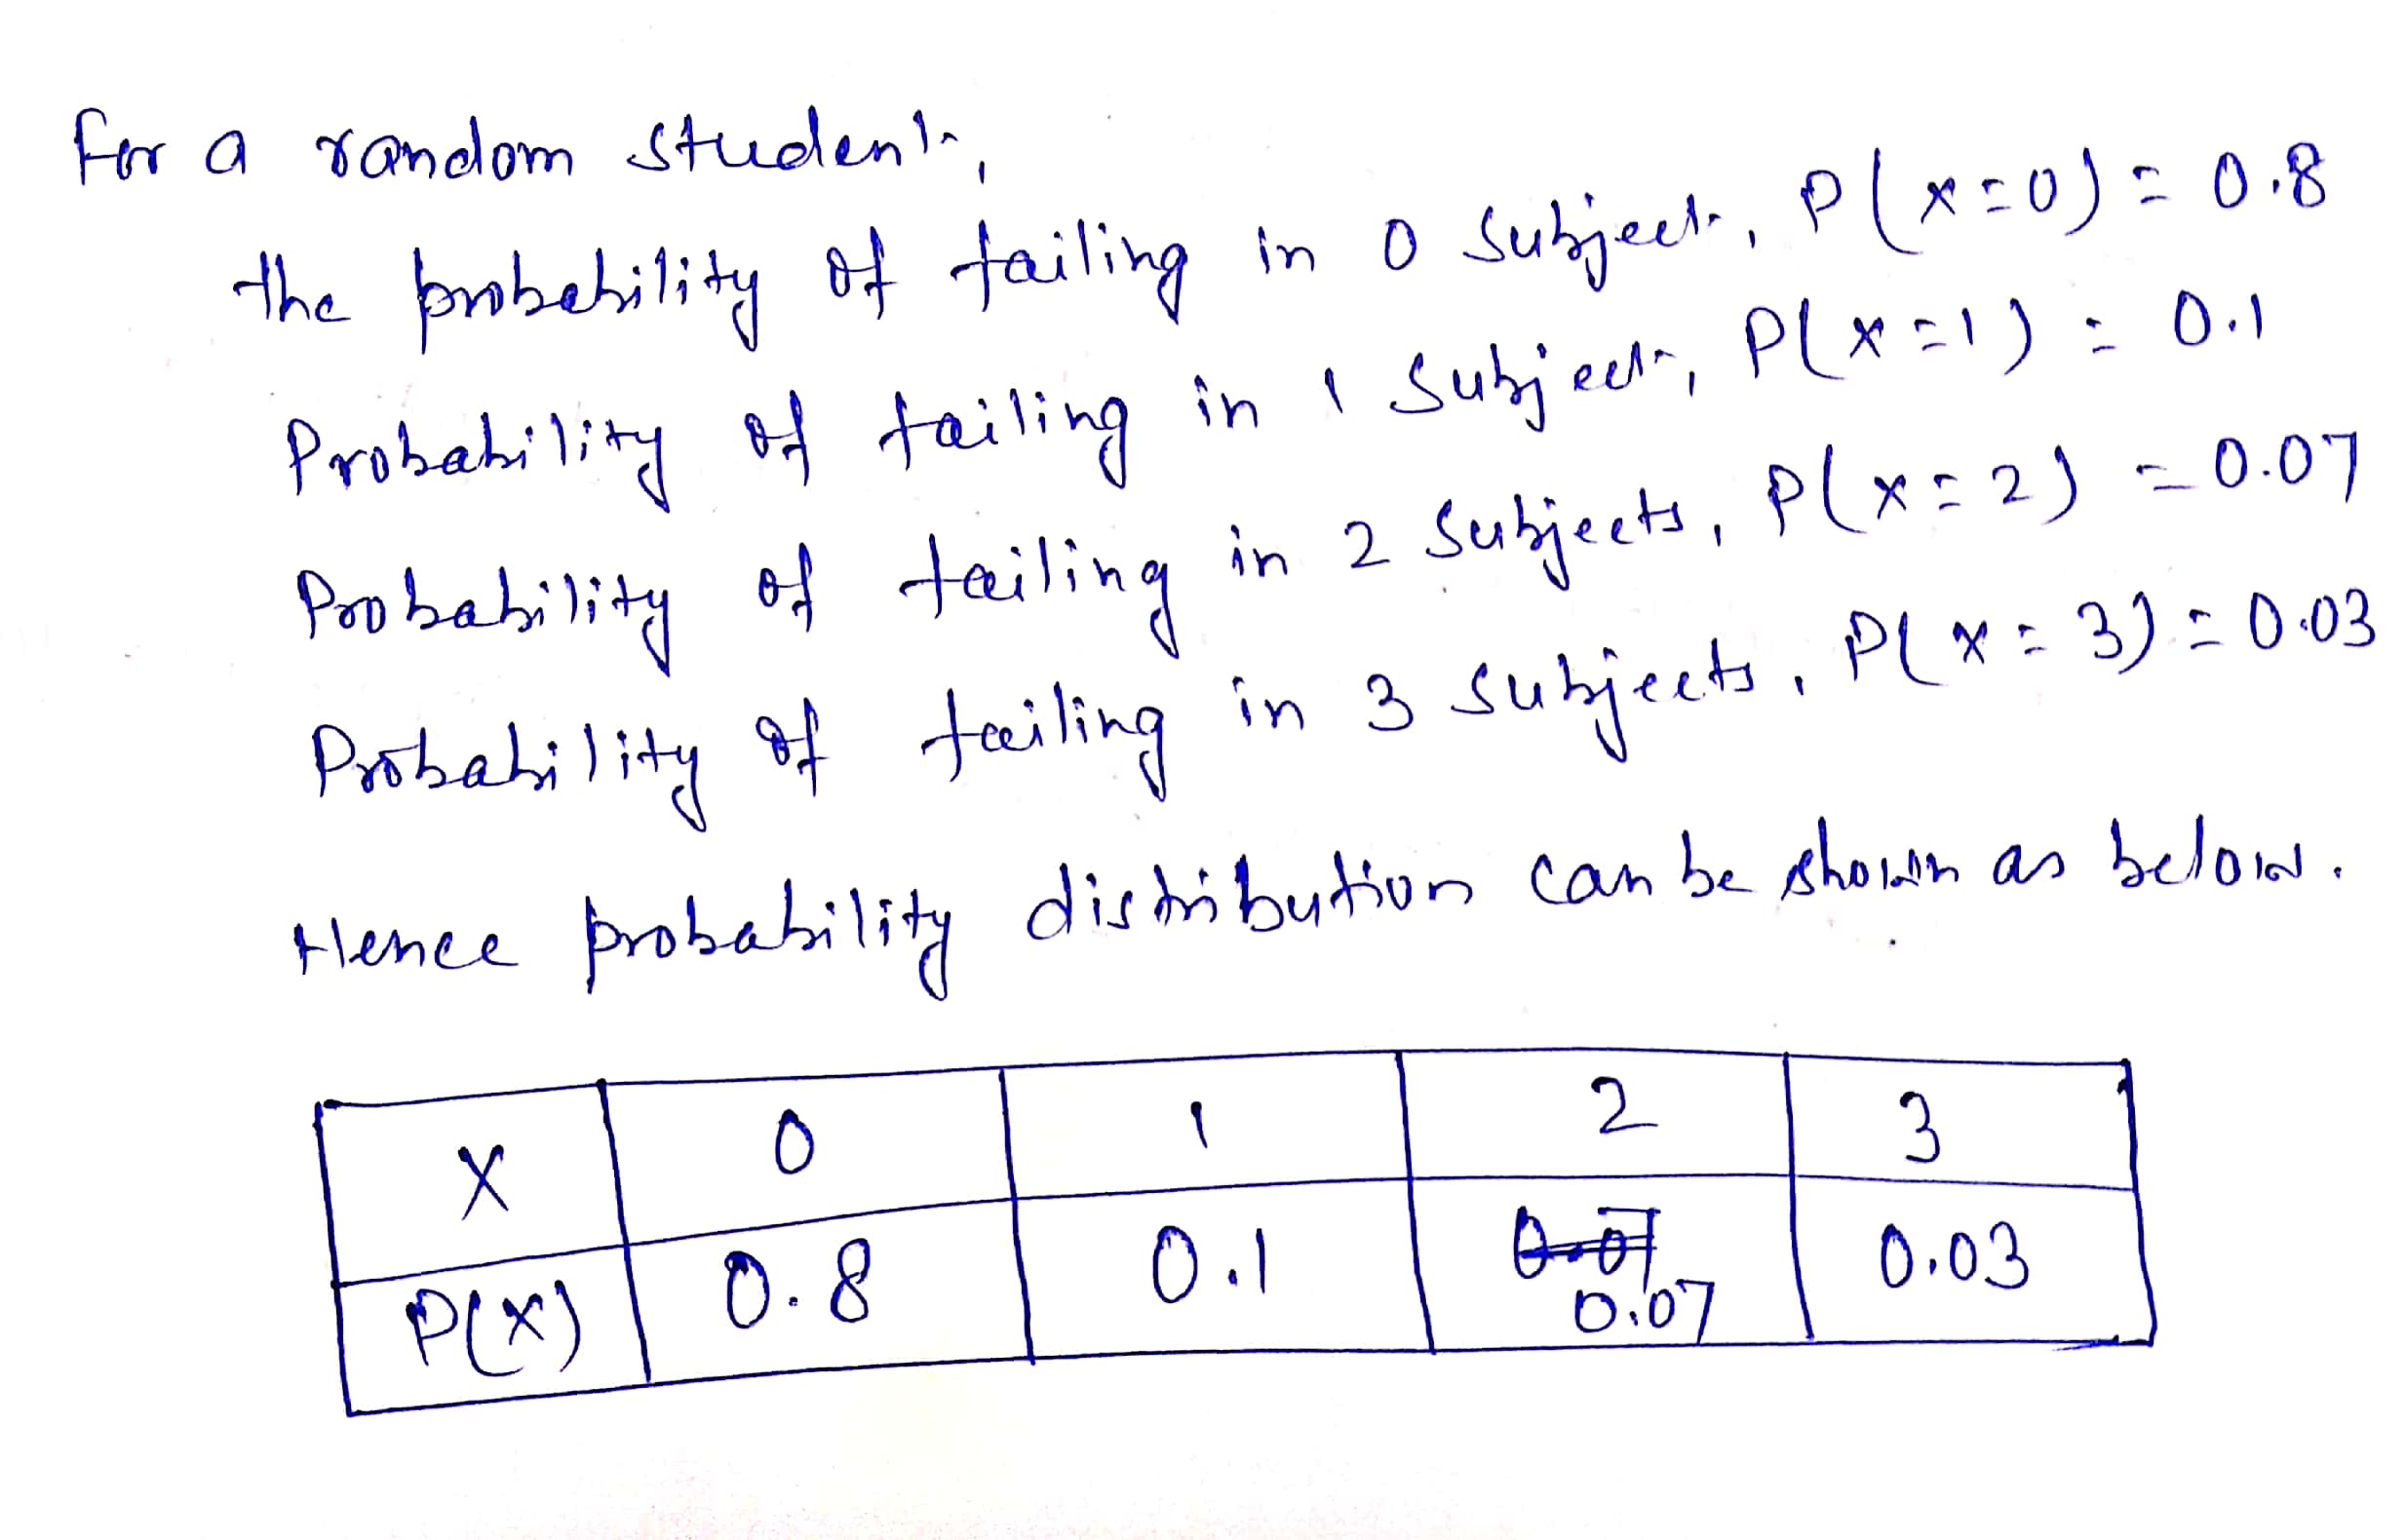 for a random student,
the probability of failing in 0 subject, P(x=0) = 0.8
Probability of failing in 1 subject, P(x=1) = 0.1
Probability of failing in 2 subjects, P(x=2) = 0.07
Probability of failing in 3 subjects, P(x=3) = 0.03
Hence probability distribution can be shown as below.
X 0 1 2 3
P(X) 0.8 0.1 0.07 0.03